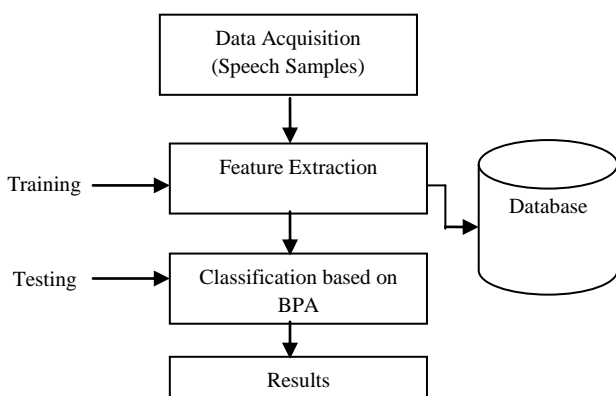 Data Acquisition
(Speech Samples)
Feature Extraction
Training
Database
Testing
Classification based on
BPA
Results